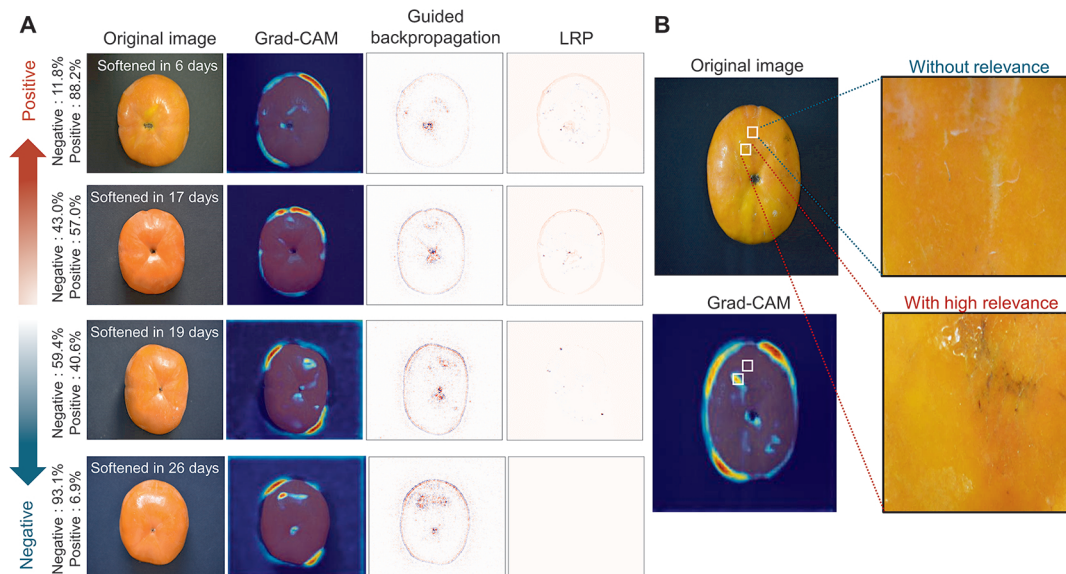 A
Original image
Grad-CAM
Guided
backpropagation
LRP
Positive
Negative
Negative : 11.8%
Positive : 88.2%
Softened in 6 days
Negative : 43.0%
Positive : 57.0%
Softened in 17 days
Negative : 59.4%
Positive : 40.6%
Softened in 19 days
Negative : 93.1%
Positive : 6.9%
Softened in 26 days
B
Original image
Without relevance
Grad-CAM
With high relevance